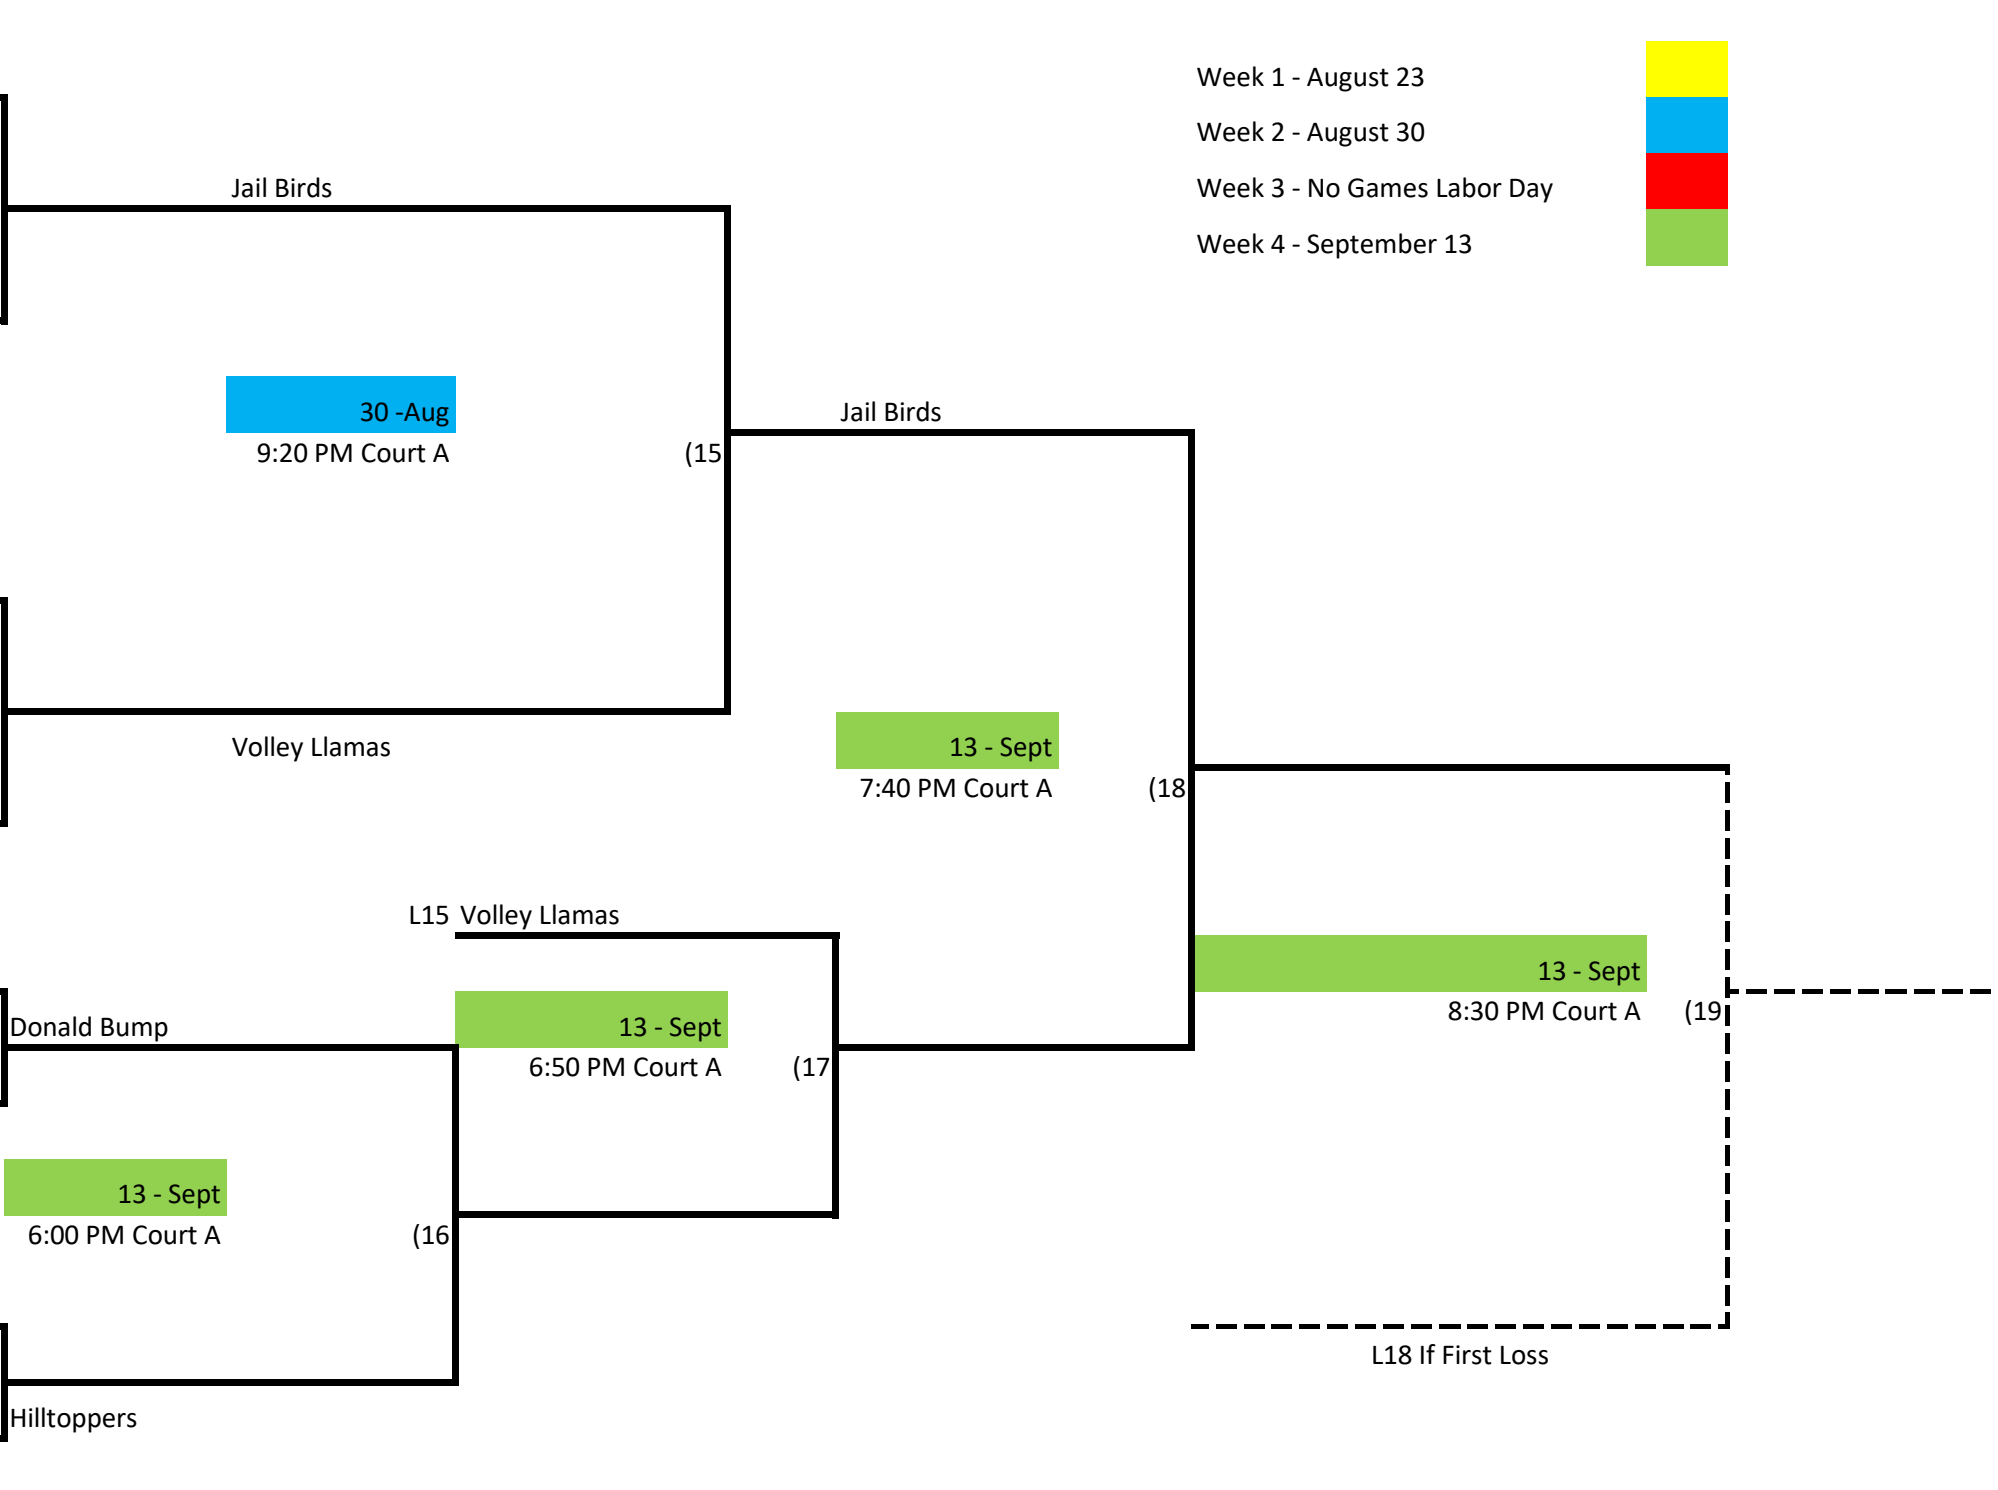 Week 1 - August 23
Week 2 - August 30
Week 3 - No Games Labor Day
Week 4 - September 13
Jail Birds
30 -Aug
9:20 PM Court A
(15
Jail Birds
Volley Llamas
13 - Sept
7:40 PM Court A
(18
L15 Volley Llamas
13 - Sept
8:30 PM Court A
(19
Donald Bump
13 - Sept
6:50 PM Court A
(17
13 - Sept
6:00 PM Court A
(16
L18 If First Loss
Hilltoppers